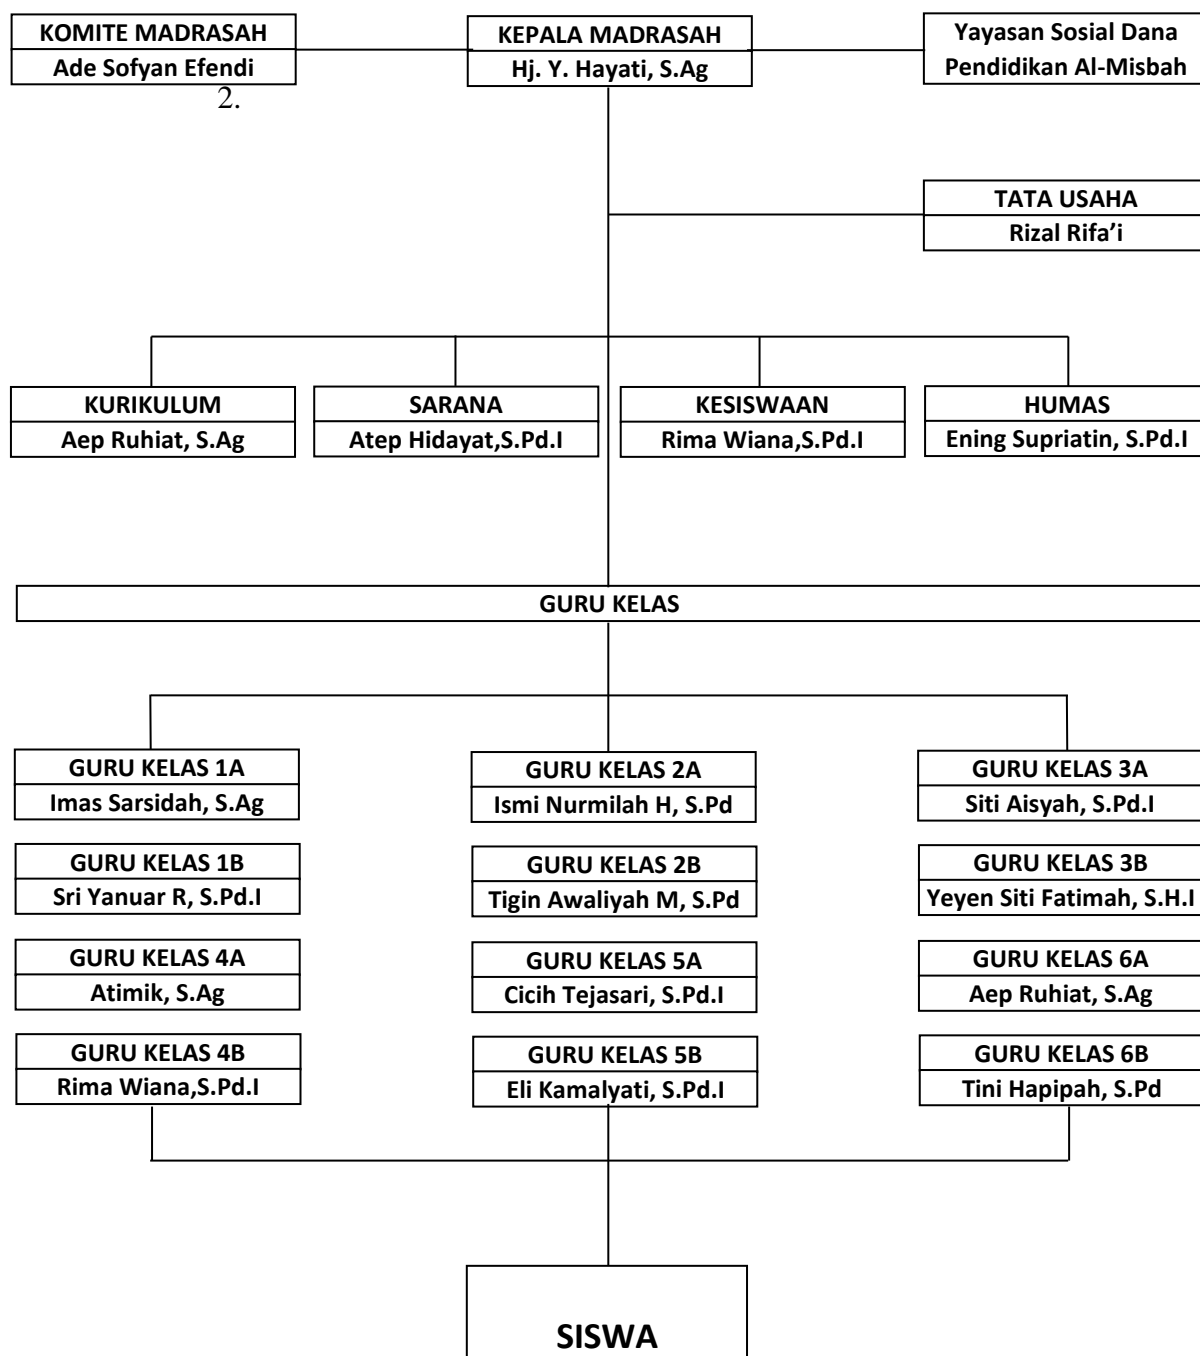 KOMITE MADRASAH
Ade Sofyan Efendi
2.
KEPALA MADRASAH
Hj. Y. Hayati, S.Ag
Yayasan Sosial Dana
Pendidikan Al-Misbah
TATA USAHA
Rizal Rifa’i
KURIKULUM
Aep Ruhiat, S.Ag
SARANA
Atep Hidayat,S.Pd.I
KESISWAAN
Rima Wiana,S.Pd.I
HUMAS
Ening Supriatin, S.Pd.I
GURU KELAS
GURU KELAS 1A
Imas Sarsidah, S.Ag
GURU KELAS 2A
Ismi Nurmilah H, S.Pd
GURU KELAS 3A
Siti Aisyah, S.Pd.I
GURU KELAS 1B
Sri Yanuar R, S.Pd.I
GURU KELAS 2B
Tigin Awaliyah M, S.Pd
GURU KELAS 3B
Yeyen Siti Fatimah, S.H.I
GURU KELAS 4A
Atimik, S.Ag
GURU KELAS 5A
Cicih Tejasari, S.Pd.I
GURU KELAS 6A
Aep Ruhiat, S.Ag
GURU KELAS 4B
Rima Wiana,S.Pd.I
GURU KELAS 5B
Eli Kamalyati, S.Pd.I
GURU KELAS 6B
Tini Hapipah, S.Pd
SISWA